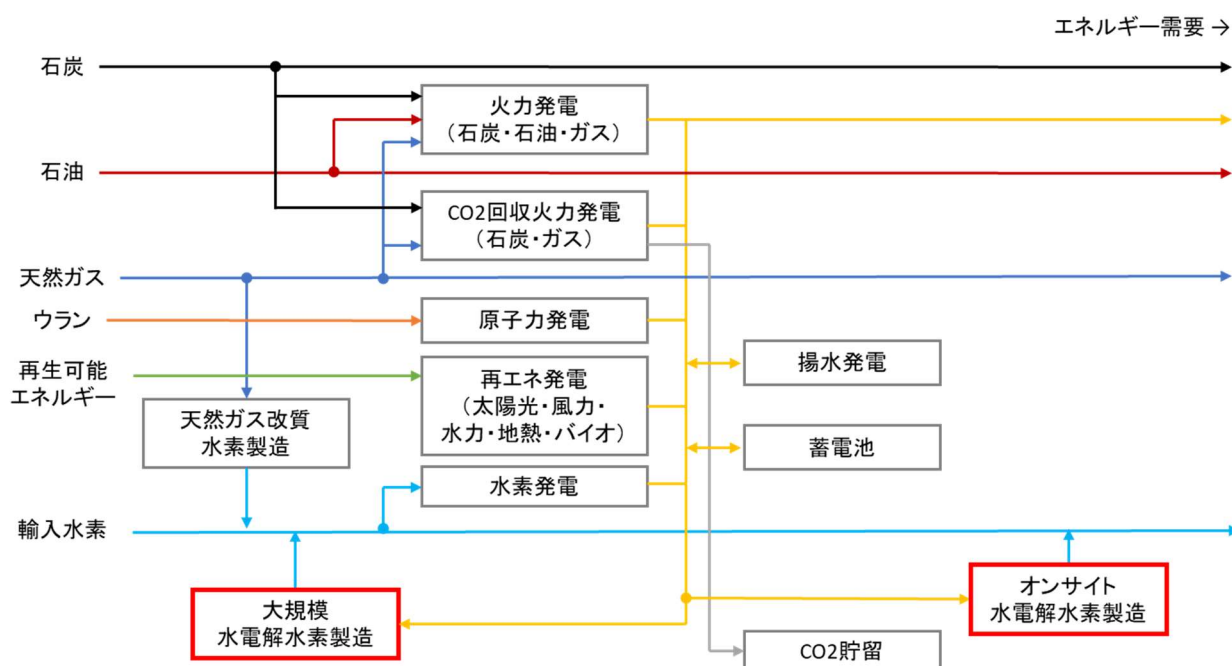 エネルギー需要 →
石炭
火力発電
（石炭・石油・ガス）
石油
CO2回収火力発電
（石炭・ガス）
天然ガス
ウラン
原子力発電
揚水発電
再生可能
エネルギー
再エネ発電
（太陽光・風力・
水力・地熱・バイオ）
天然ガス改質
水素製造
蓄電池
水素発電
輸入水素
大規模
水電解水素製造
オンサイト
水電解水素製造
CO2貯留